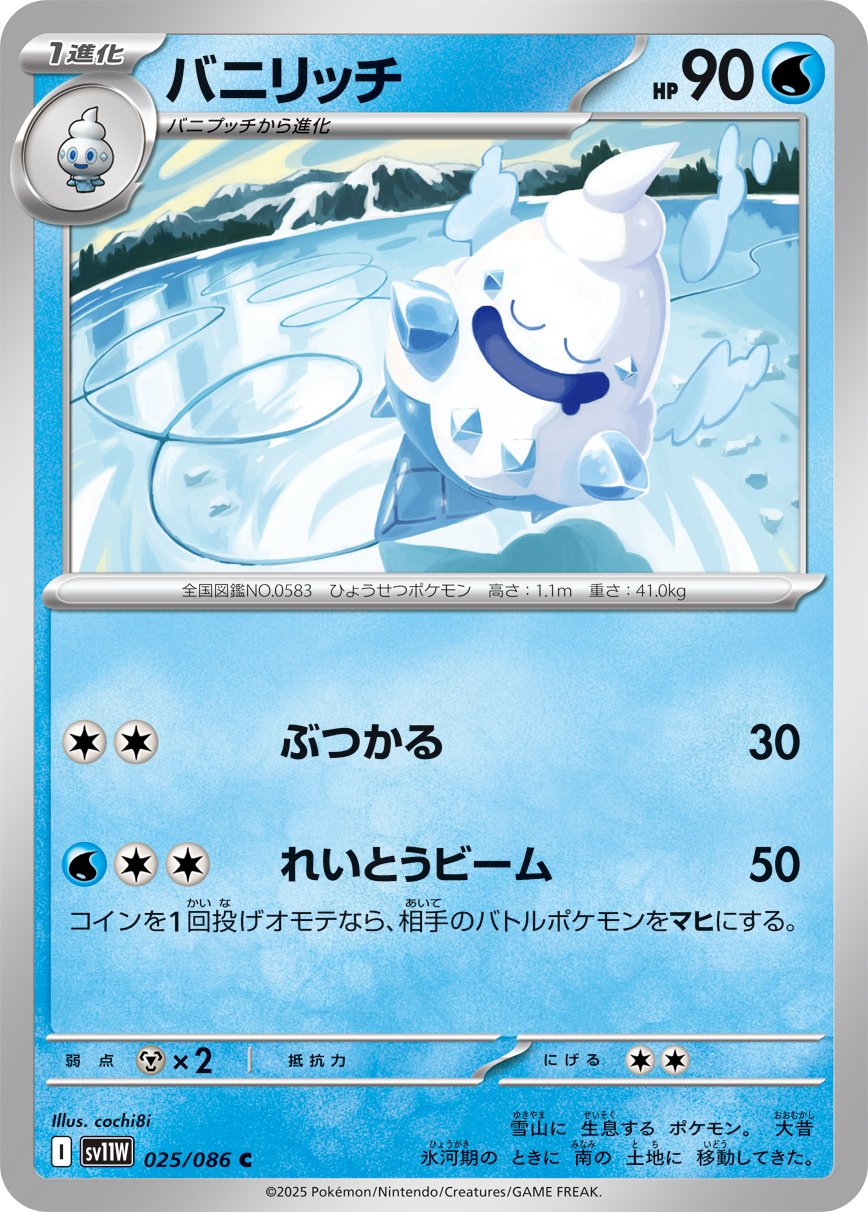 1進化
バニリッチ
HP 90
バニプッチから進化
全国図鑑NO.0583 ひょうせつポケモン 高さ：1.1m 重さ：41.0kg
ぶつかる 30
れいとうビーム 50
コインを1回投げオモテなら、相手のバトルポケモンをマヒにする。
弱点 ×2 抵抗力 にげる
Illus. cochi8i
雪山に 生息する ポケモン。 大昔
氷河期の ときに 南の 土地に 移動してきた。
I sv11W 025/086 C
©2025 Pokémon/Nintendo/Creatures/GAME FREAK.